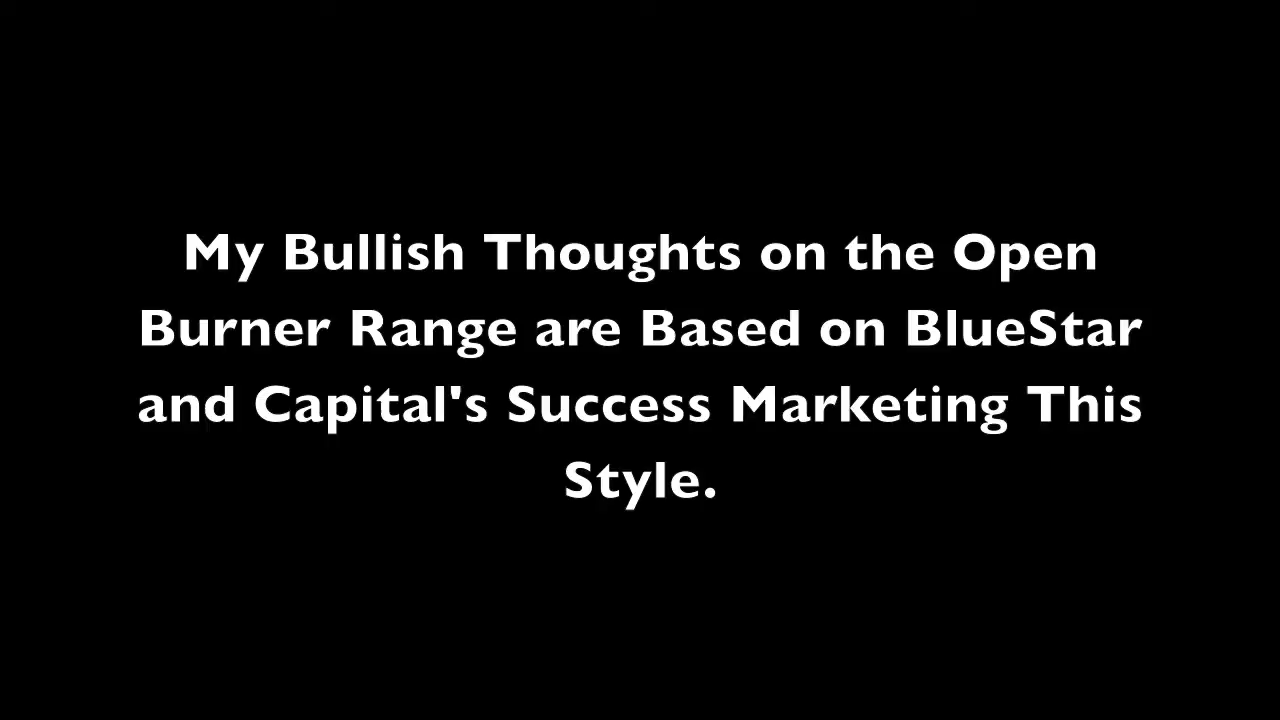 My Bullish Thoughts on the Open
Burner Range are Based on BlueStar
and Capital's Success Marketing This
Style.